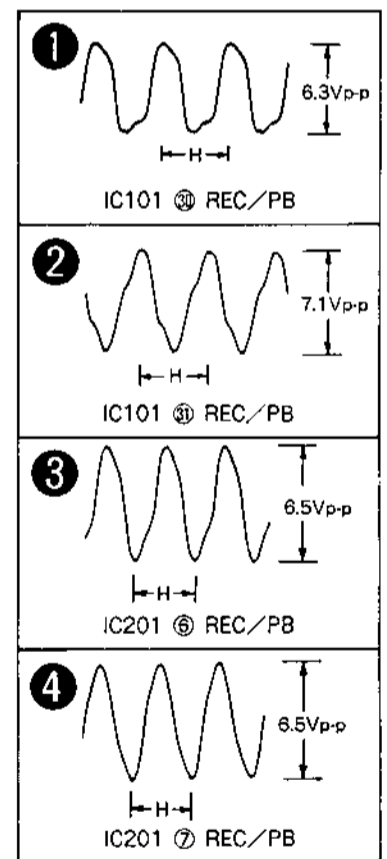 1
6.3Vp-p
H
IC101 ㉚ REC/PB
2
7.1Vp-p
H
IC101 ㉛ REC/PB
3
6.5Vp-p
H
IC201 ⑥ REC/PB
4
6.5Vp-p
H
IC201 ⑦ REC/PB